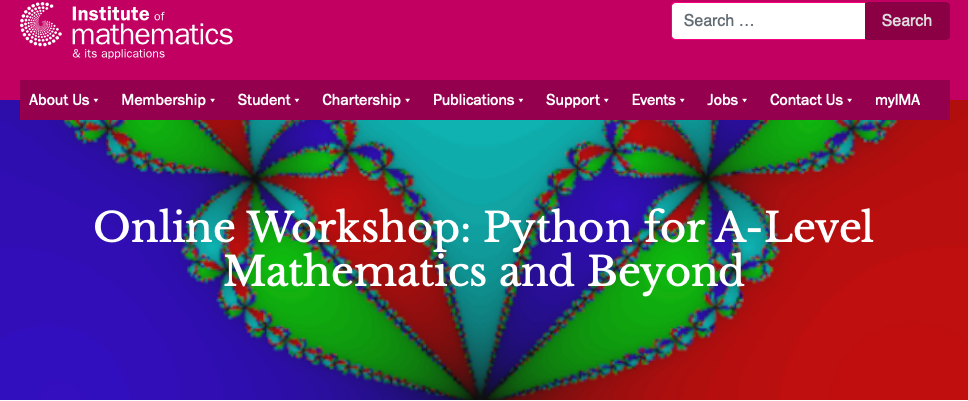 Institute of
mathematics
& its applications
Search …
Search
About Us
Membership
Student
Chartership
Publications
Support
Events
Jobs
Contact Us
myIMA
Online Workshop: Python for A-Level
Mathematics and Beyond